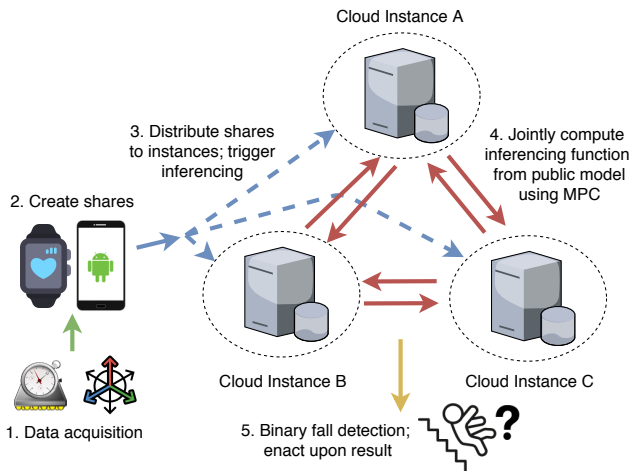 Cloud Instance A
3. Distribute shares
to instances; trigger
inferencing
4. Jointly compute
inferencing function
from public model
using MPC
2. Create shares
Cloud Instance B
Cloud Instance C
1. Data acquisition
5. Binary fall detection;
enact upon result
?